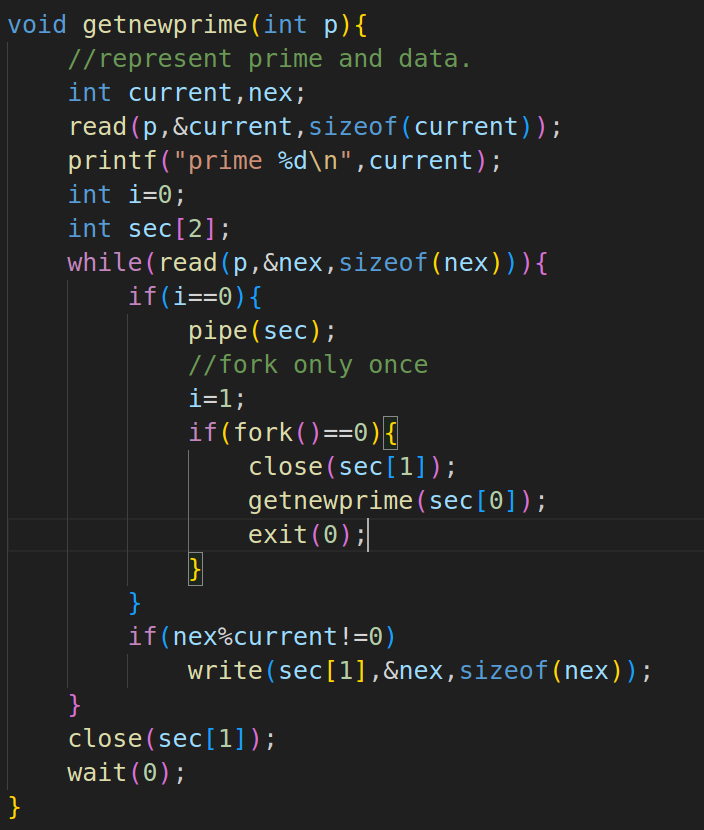 void getnewprime(int p){
    //represent prime and data.
    int current,nex;
    read(p,&current,sizeof(current));
    printf("prime %d\n",current);
    int i=0;
    int sec[2];
    while(read(p,&nex,sizeof(nex))){
        if(i==0){
            pipe(sec);
            //fork only once
            i=1;
            if(fork()==0){
                close(sec[1]);
                getnewprime(sec[0]);
                exit(0);
            }
        }
        if(nex%current!=0)
            write(sec[1],&nex,sizeof(nex));
    }
    close(sec[1]);
    wait(0);
}